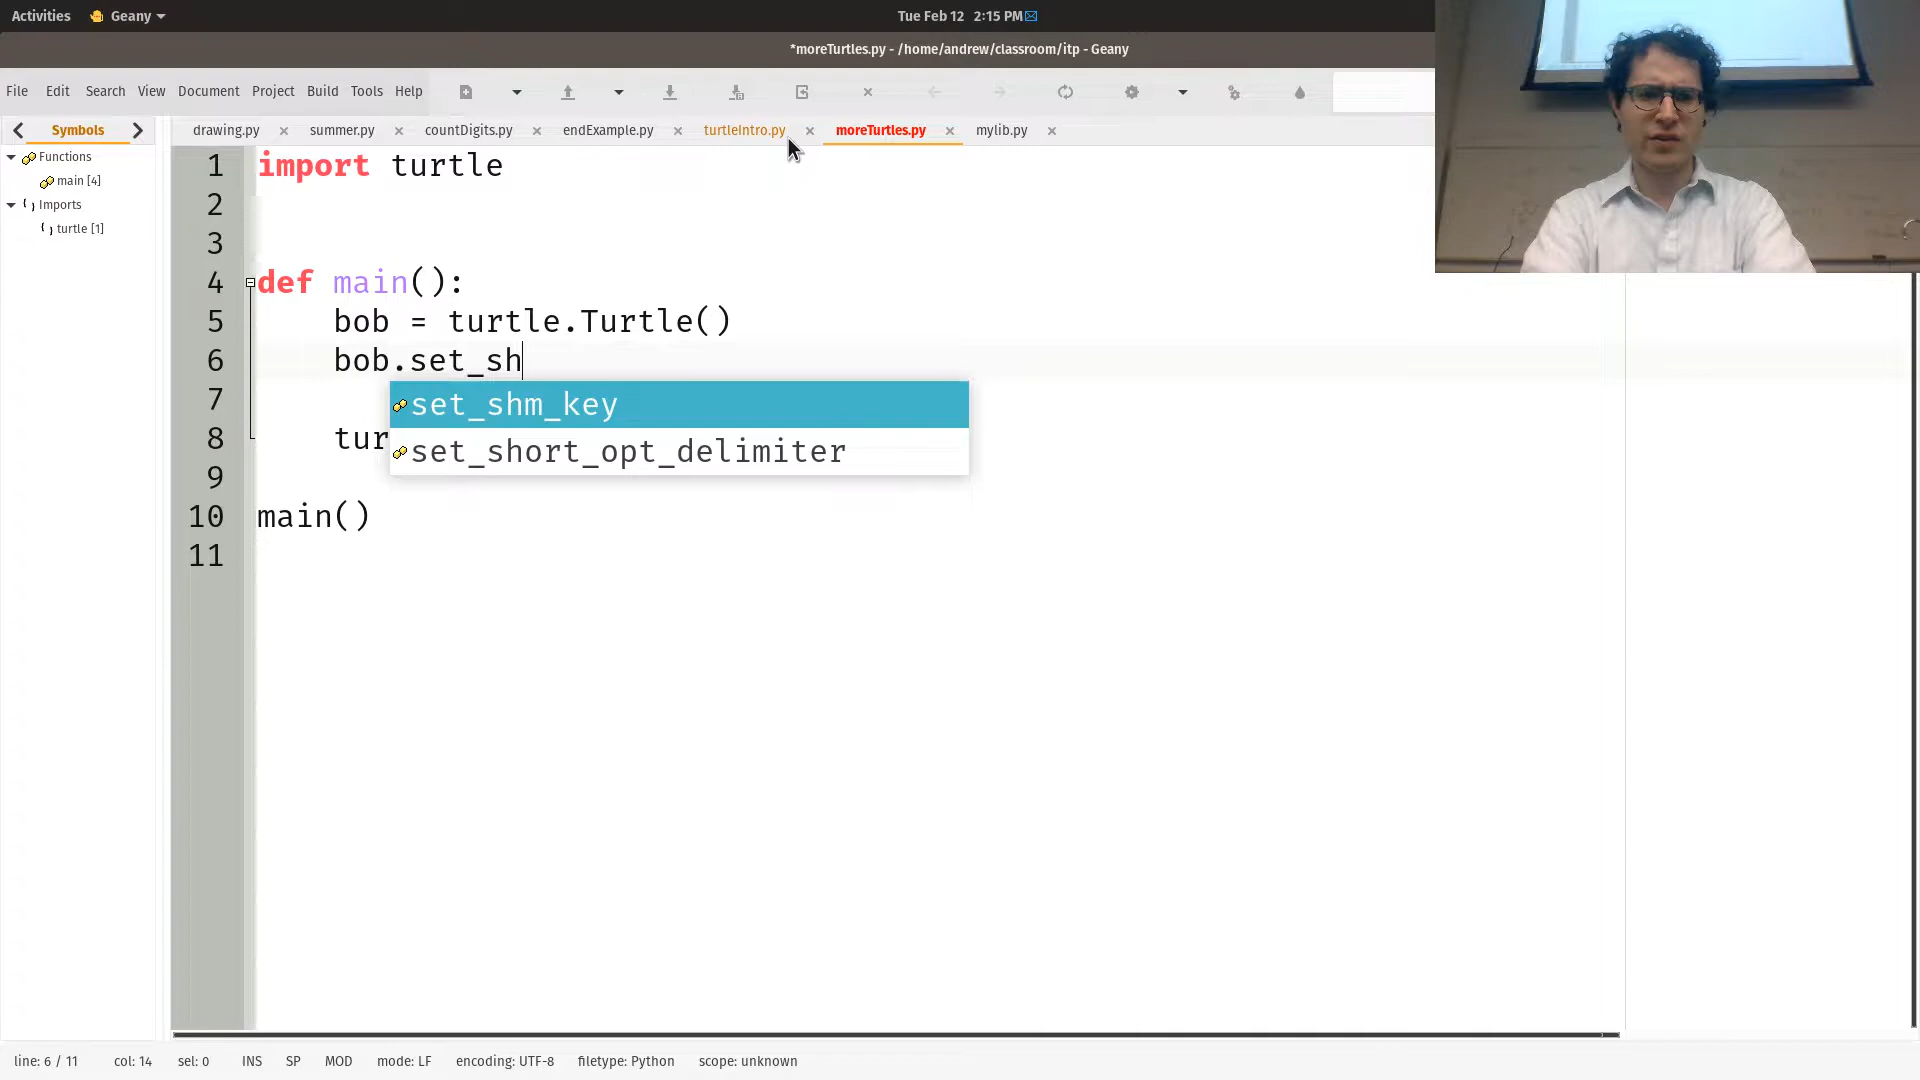 Activities Geany Tue Feb 12 2:15 PM
*moreTurtles.py - /home/andrew/classroom/itp - Geany
File Edit Search View Document Project Build Tools Help
Symbols drawing.py summer.py countDigits.py endExample.py turtleIntro.py moreTurtles.py mylib.py
Functions
main [4]
Imports
turtle [1]
1 import turtle
2
3
4 def main():
5 bob = turtle.Turtle()
6 bob.set_sh
7 set_shm_key
8 tur
set_short_opt_delimiter
9
10 main()
11
line: 6 / 11 col: 14 sel: 0 INS SP MOD mode: LF encoding: UTF-8 filetype: Python scope: unknown